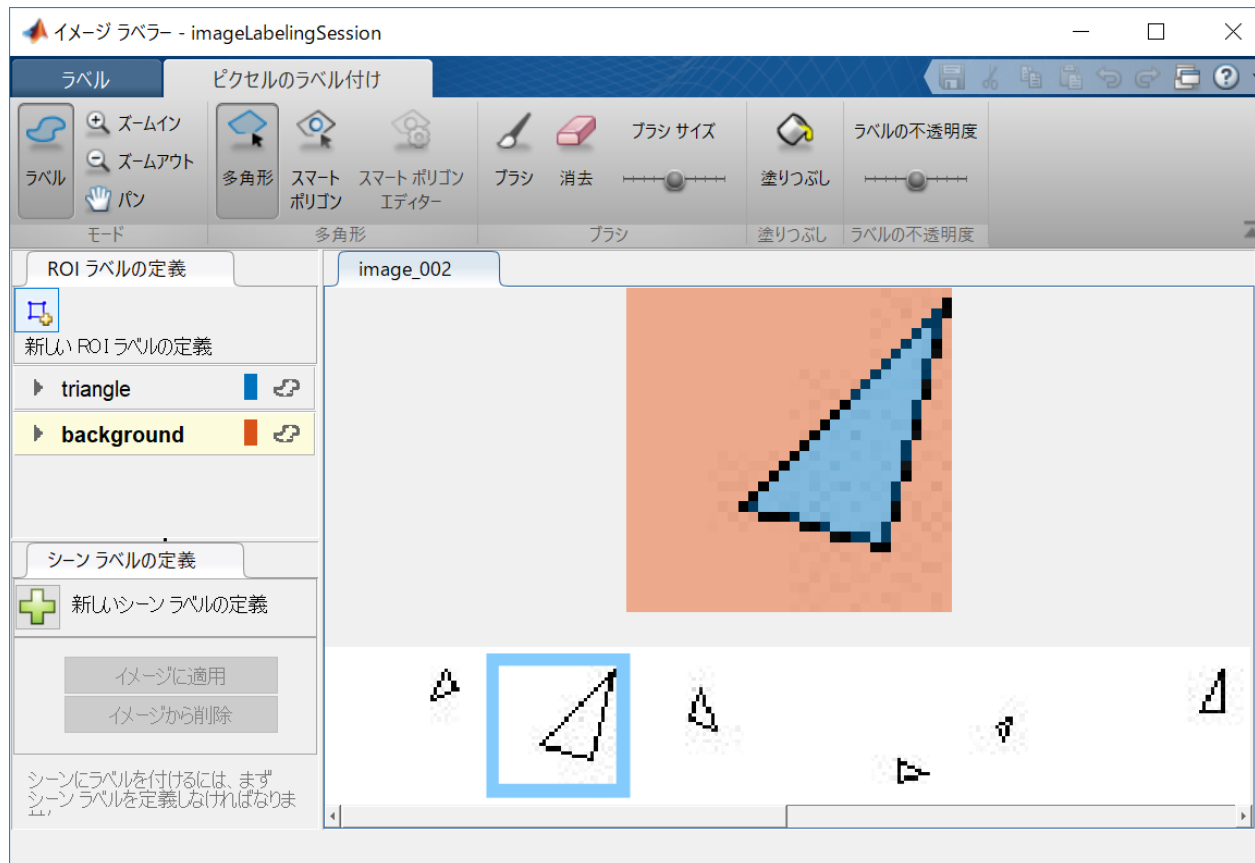 イメージ ラベラー - imageLabelingSession
ラベル
ピクセルのラベル付け
ラベル
ズームイン
ズームアウト
パン
モード
多角形
スマート
ポリゴン
スマート ポリゴン
エディター
多角形
ブラシ
消去
ブラシ サイズ
ブラシ
塗りつぶし
塗りつぶし
ラベルの不透明度
ラベルの不透明度
ROI ラベルの定義
新しい ROI ラベルの定義
triangle
background
シーン ラベルの定義
新しいシーン ラベルの定義
イメージに適用
イメージから削除
シーンにラベルを付けるには、まず
シーン ラベルを定義しなければなりま
image_002